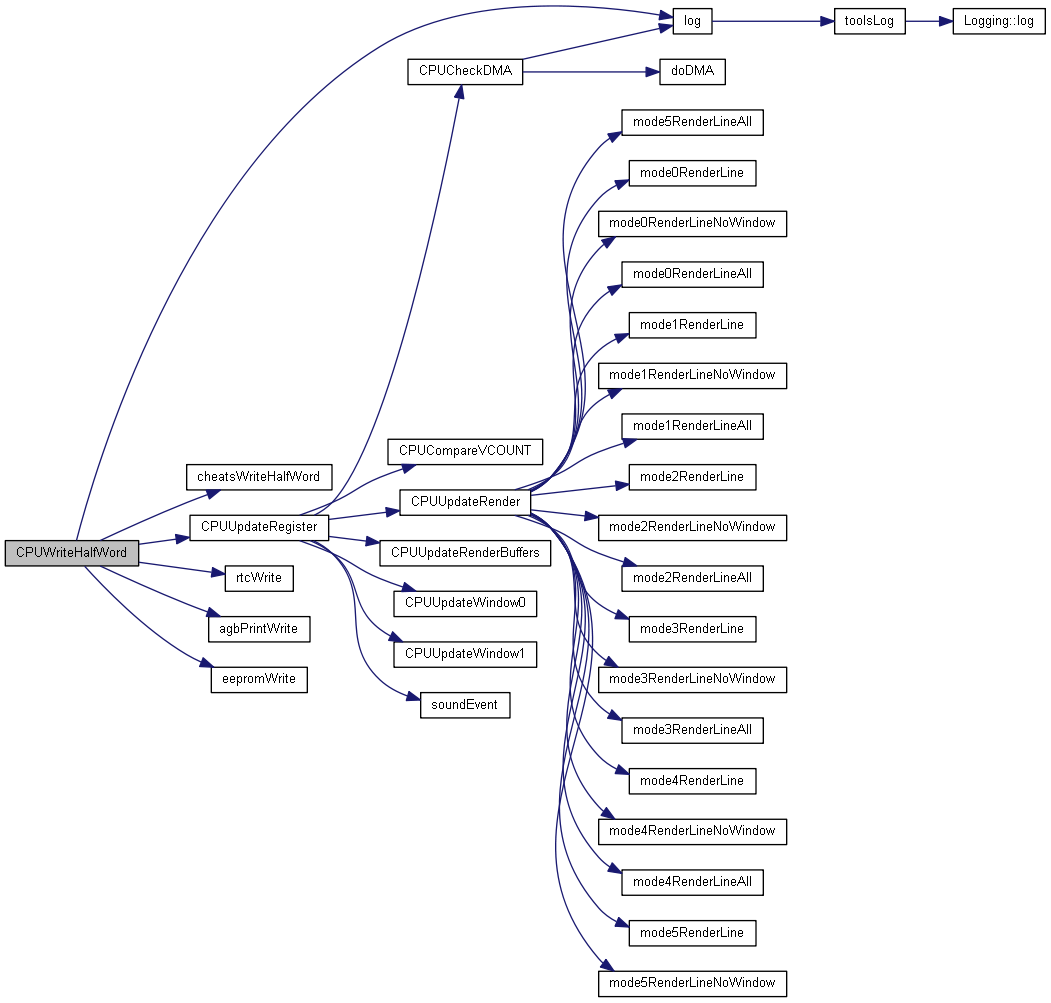 log
toolsLog
Logging::log
CPUCheckDMA
doDMA
mode5RenderLineAll
mode0RenderLine
mode0RenderLineNoWindow
mode0RenderLineAll
mode1RenderLine
mode1RenderLineNoWindow
mode1RenderLineAll
CPUCompareVCOUNT
cheatsWriteHalfWord
mode2RenderLine
CPUUpdateRender
CPUUpdateRegister
mode2RenderLineNoWindow
CPUWriteHalfWord
CPUUpdateRenderBuffers
rtcWrite
mode2RenderLineAll
CPUUpdateWindow0
agbPrintWrite
mode3RenderLine
CPUUpdateWindow1
eepromWrite
mode3RenderLineNoWindow
soundEvent
mode3RenderLineAll
mode4RenderLine
mode4RenderLineNoWindow
mode4RenderLineAll
mode5RenderLine
mode5RenderLineNoWindow